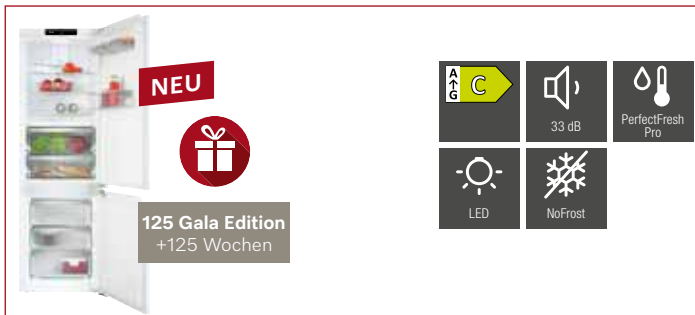 NEU
125 Gala Edition
+125 Wochen
A
G
C
33 dB
PerfectFresh
Pro
LED
NoFrost